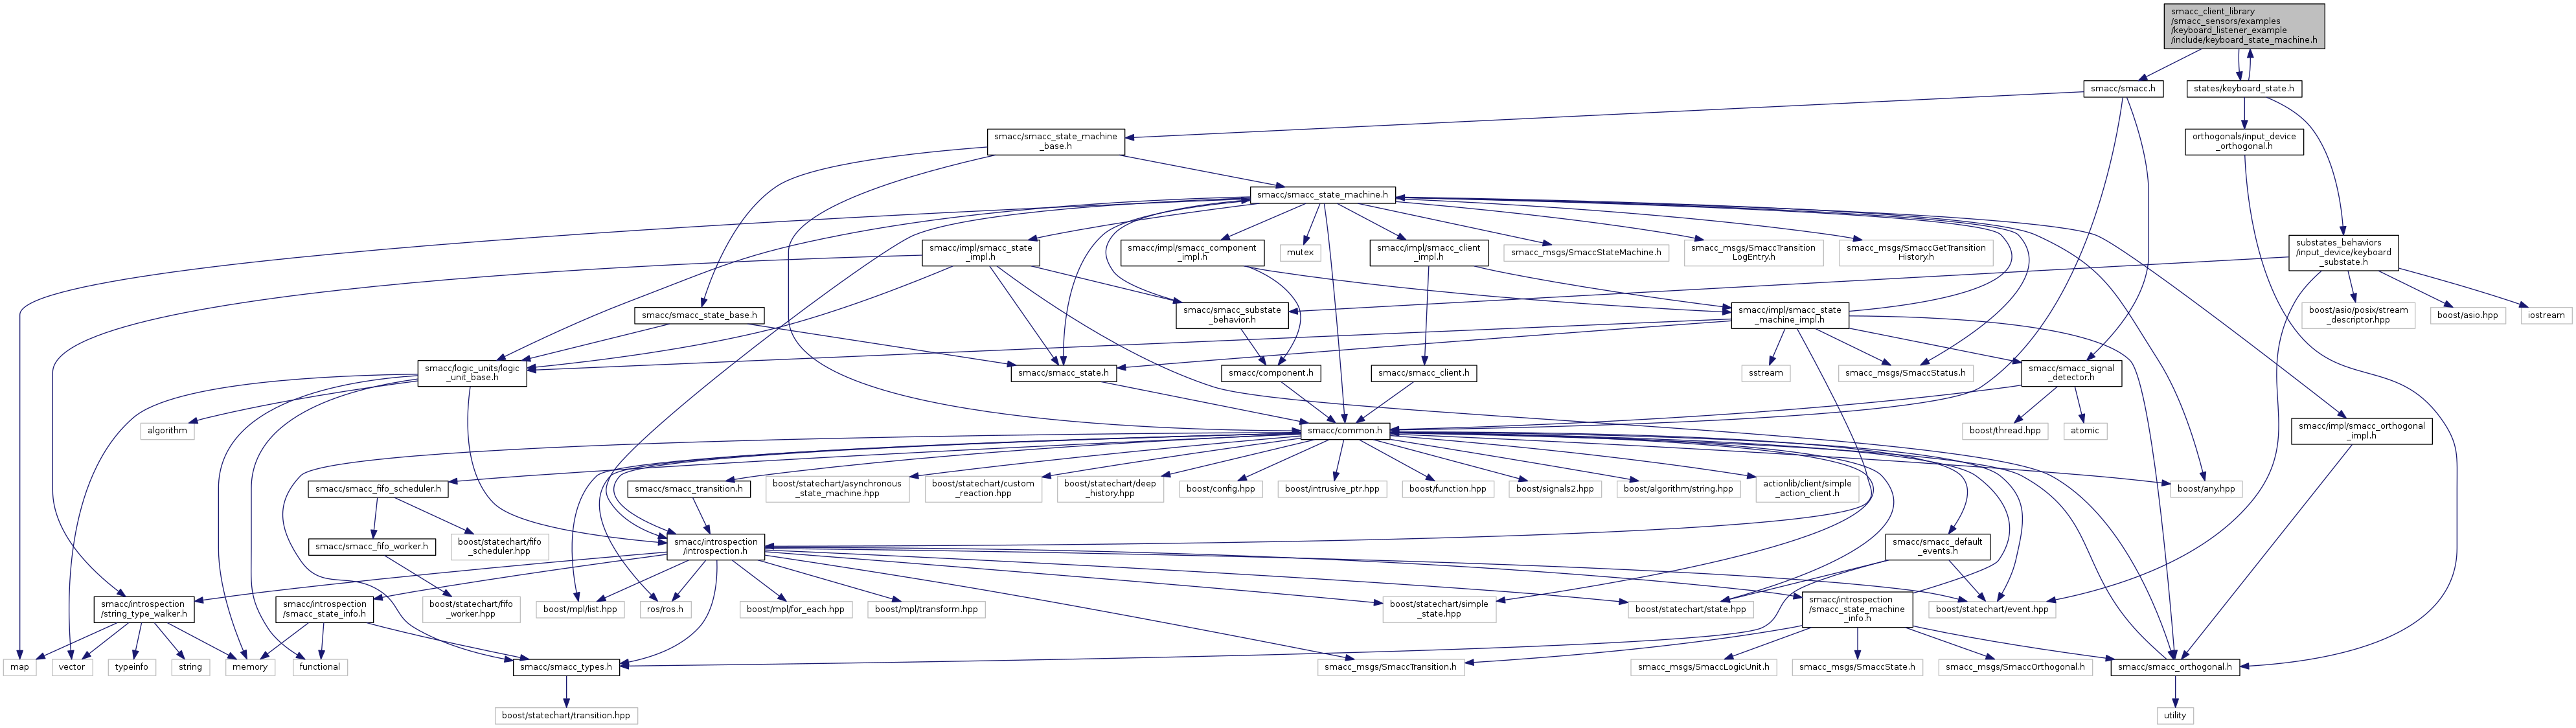 smacc_client_library
/smacc_sensors/examples
/keyboard_listener_example
/include/keyboard_state_machine.h
smacc/smacc.h
states/keyboard_state.h
smacc/smacc_state_machine
_base.h
orthogonals/input_device
_orthogonal.h
smacc/smacc_state_machine.h
smacc/impl/smacc_state
_impl.h
smacc/impl/smacc_component
_impl.h
mutex
smacc/impl/smacc_client
_impl.h
smacc_msgs/SmaccStateMachine.h
smacc_msgs/SmaccTransition
LogEntry.h
smacc_msgs/SmaccGetTransition
History.h
substates_behaviors
/input_device/keyboard
_substate.h
smacc/smacc_state_base.h
smacc/smacc_substate
_behavior.h
smacc/impl/smacc_state
_machine_impl.h
boost/asio/posix/stream
_descriptor.hpp
boost/asio.hpp
iostream
smacc/logic_units/logic
_unit_base.h
smacc/smacc_state.h
smacc/component.h
smacc/smacc_client.h
sstream
smacc_msgs/SmaccStatus.h
smacc/smacc_signal
_detector.h
algorithm
smacc/common.h
boost/thread.hpp
atomic
smacc/impl/smacc_orthogonal
_impl.h
smacc/smacc_fifo_scheduler.h
smacc/smacc_transition.h
boost/statechart/asynchronous
_state_machine.hpp
boost/statechart/custom
_reaction.hpp
boost/statechart/deep
_history.hpp
boost/config.hpp
boost/intrusive_ptr.hpp
boost/function.hpp
boost/signals2.hpp
boost/algorithm/string.hpp
actionlib/client/simple
_action_client.h
boost/any.hpp
smacc/smacc_fifo_worker.h
boost/statechart/fifo
_scheduler.hpp
smacc/introspection
/introspection.h
smacc/smacc_default
_events.h
smacc/introspection
/string_type_walker.h
smacc/introspection
/smacc_state_info.h
boost/statechart/fifo
_worker.hpp
boost/mpl/list.hpp
ros/ros.h
boost/mpl/for_each.hpp
boost/mpl/transform.hpp
boost/statechart/simple
_state.hpp
boost/statechart/state.hpp
smacc/introspection
/smacc_state_machine
_info.h
boost/statechart/event.hpp
map
vector
typeinfo
string
memory
functional
smacc/smacc_types.h
smacc_msgs/SmaccTransition.h
smacc_msgs/SmaccLogicUnit.h
smacc_msgs/SmaccState.h
smacc_msgs/SmaccOrthogonal.h
smacc/smacc_orthogonal.h
boost/statechart/transition.hpp
utility